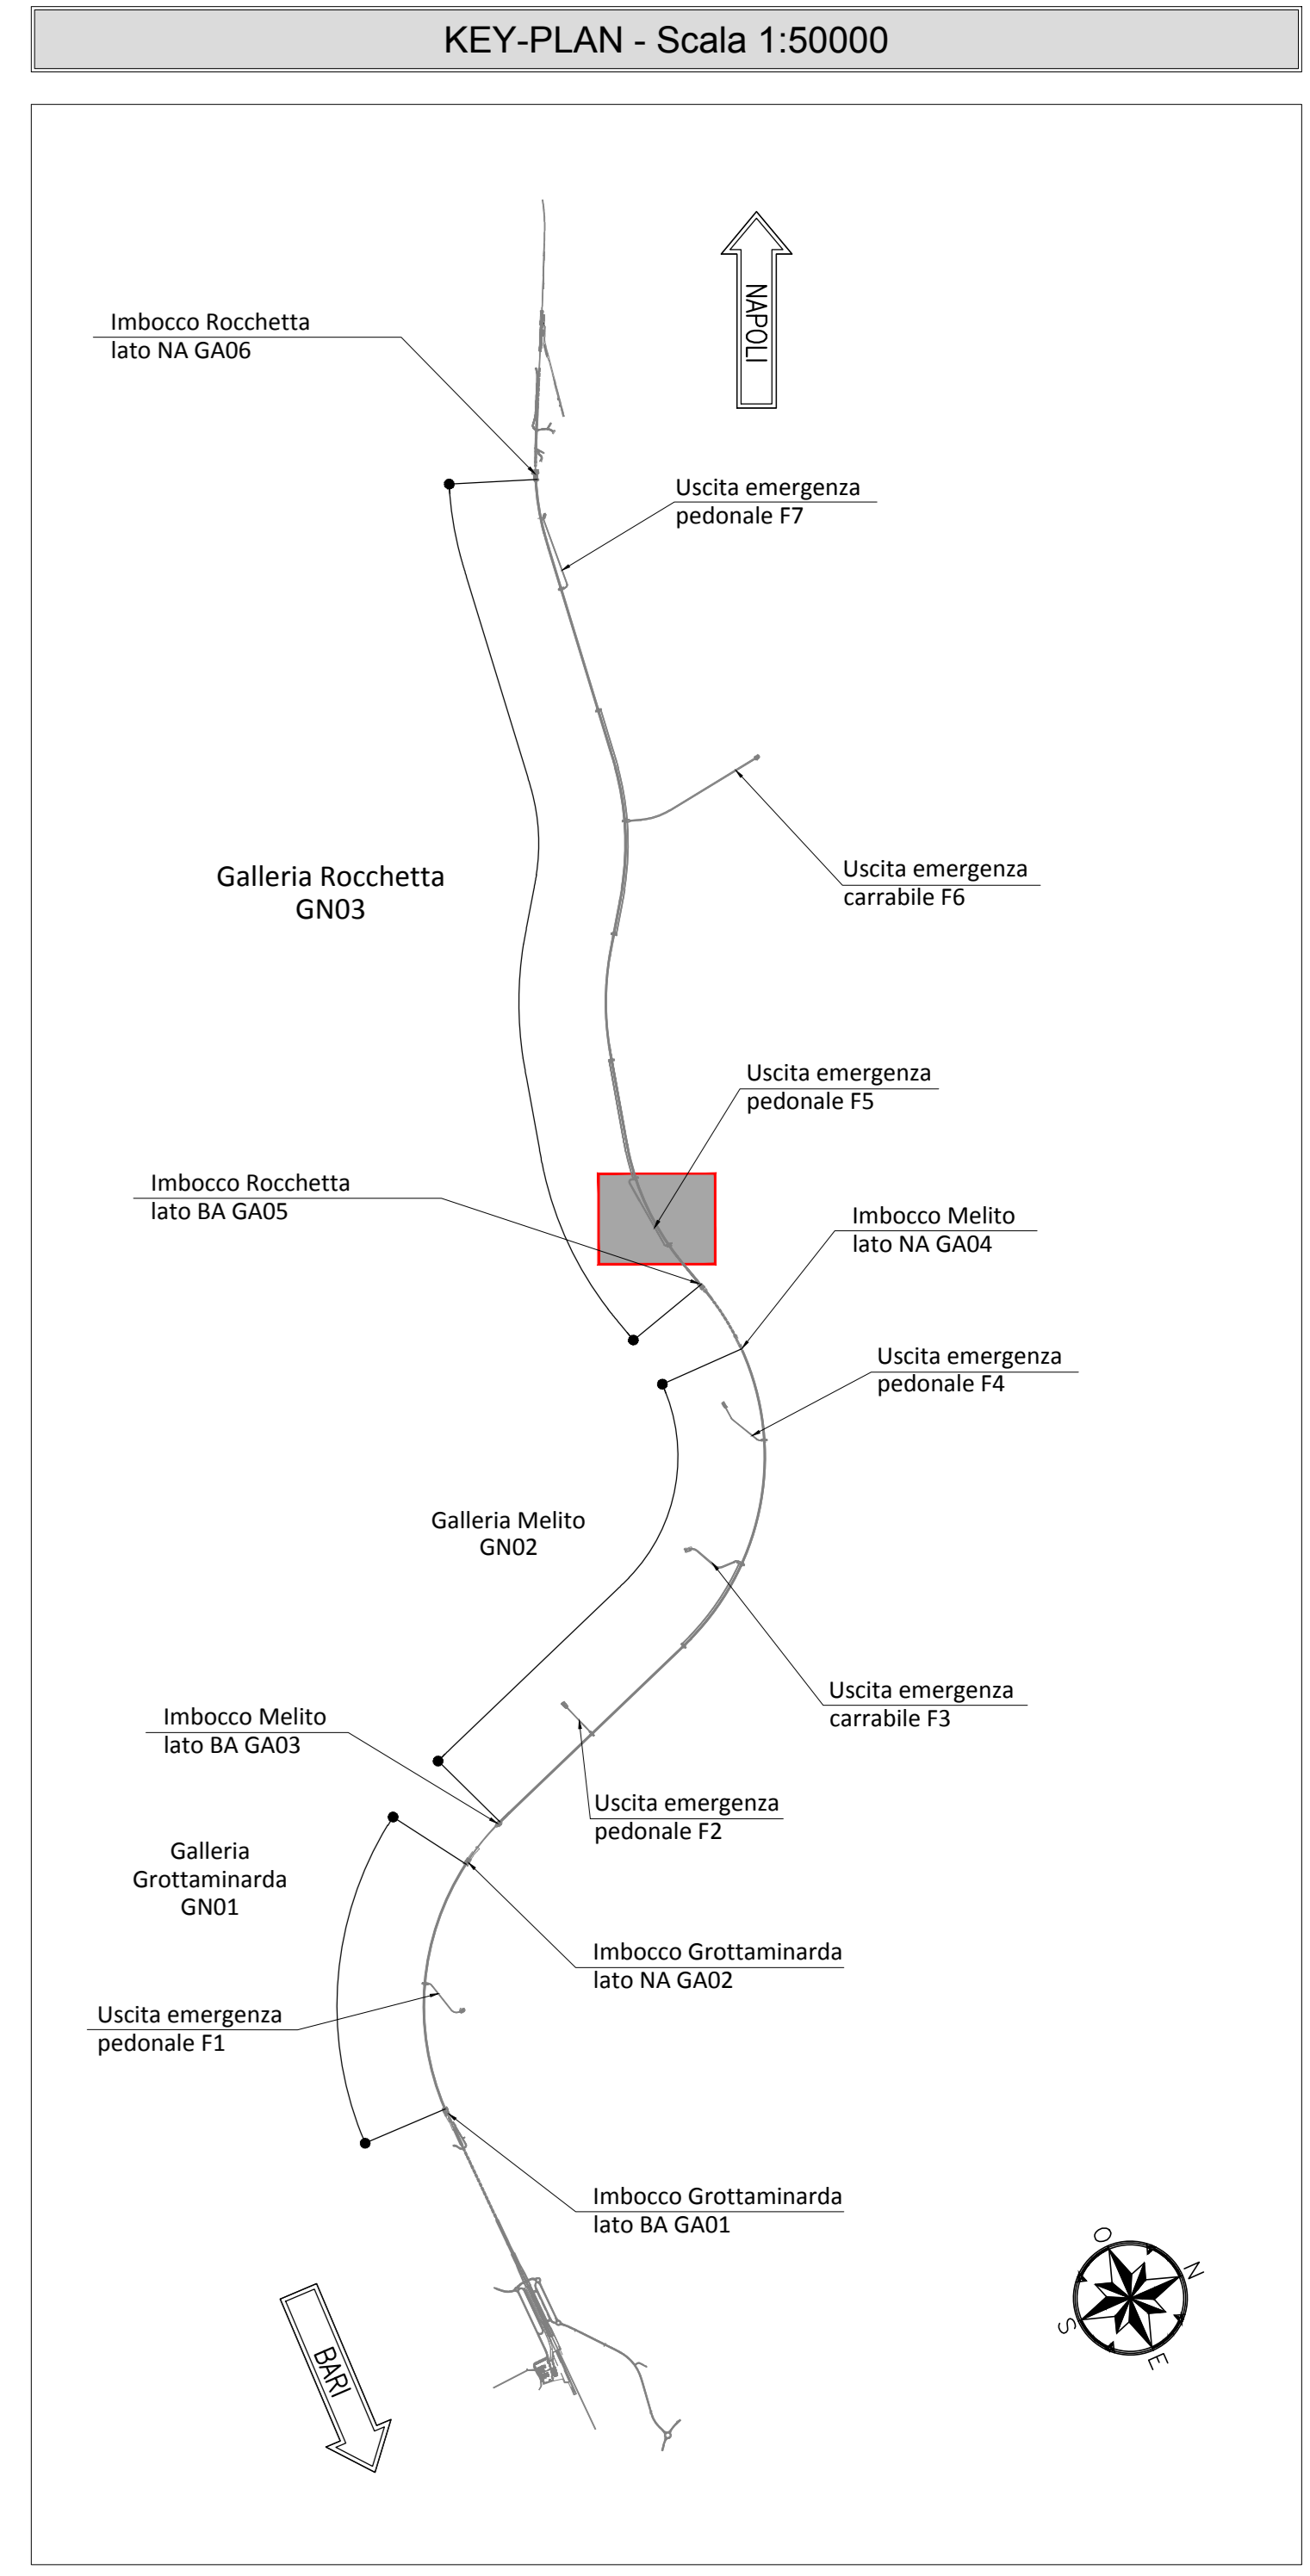 KEY-PLAN - Scala 1:50000
NAPOLI
Imbocco Rocchetta
lato NA GA06
Uscita emergenza
pedonale F7
Uscita emergenza
carrabile F6
Galleria Rocchetta
GN03
Uscita emergenza
pedonale F5
Imbocco Rocchetta
lato BA GA05
Imbocco Melito
lato NA GA04
Uscita emergenza
pedonale F4
Galleria Melito
GN02
Uscita emergenza
carrabile F3
Imbocco Melito
lato BA GA03
Uscita emergenza
pedonale F2
Galleria
Grottaminarda
GN01
Imbocco Grottaminarda
lato NA GA02
Uscita emergenza
pedonale F1
Imbocco Grottaminarda
lato BA GA01
O
N
S
E
BARI